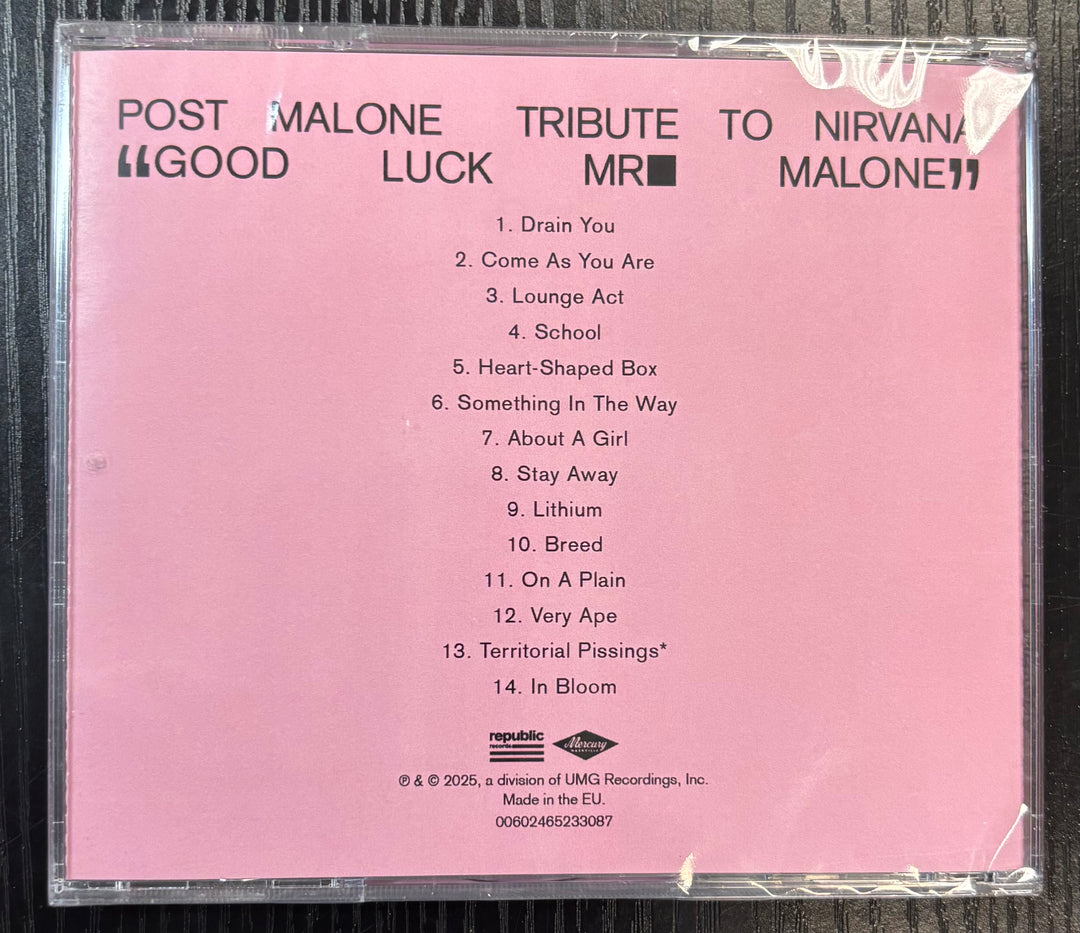 POST MALONE TRIBUTE TO NIRVANA
“GOOD LUCK MR■ MALONE”
1. Drain You
2. Come As You Are
3. Lounge Act
4. School
5. Heart-Shaped Box
6. Something In The Way
7. About A Girl
8. Stay Away
9. Lithium
10. Breed
11. On A Plain
12. Very Ape
13. Territorial Pissings*
14. In Bloom
republic
records
Mercury
NASHVILLE
℗ & © 2025, a division of UMG Recordings, Inc.
Made in the EU.
00602465233087